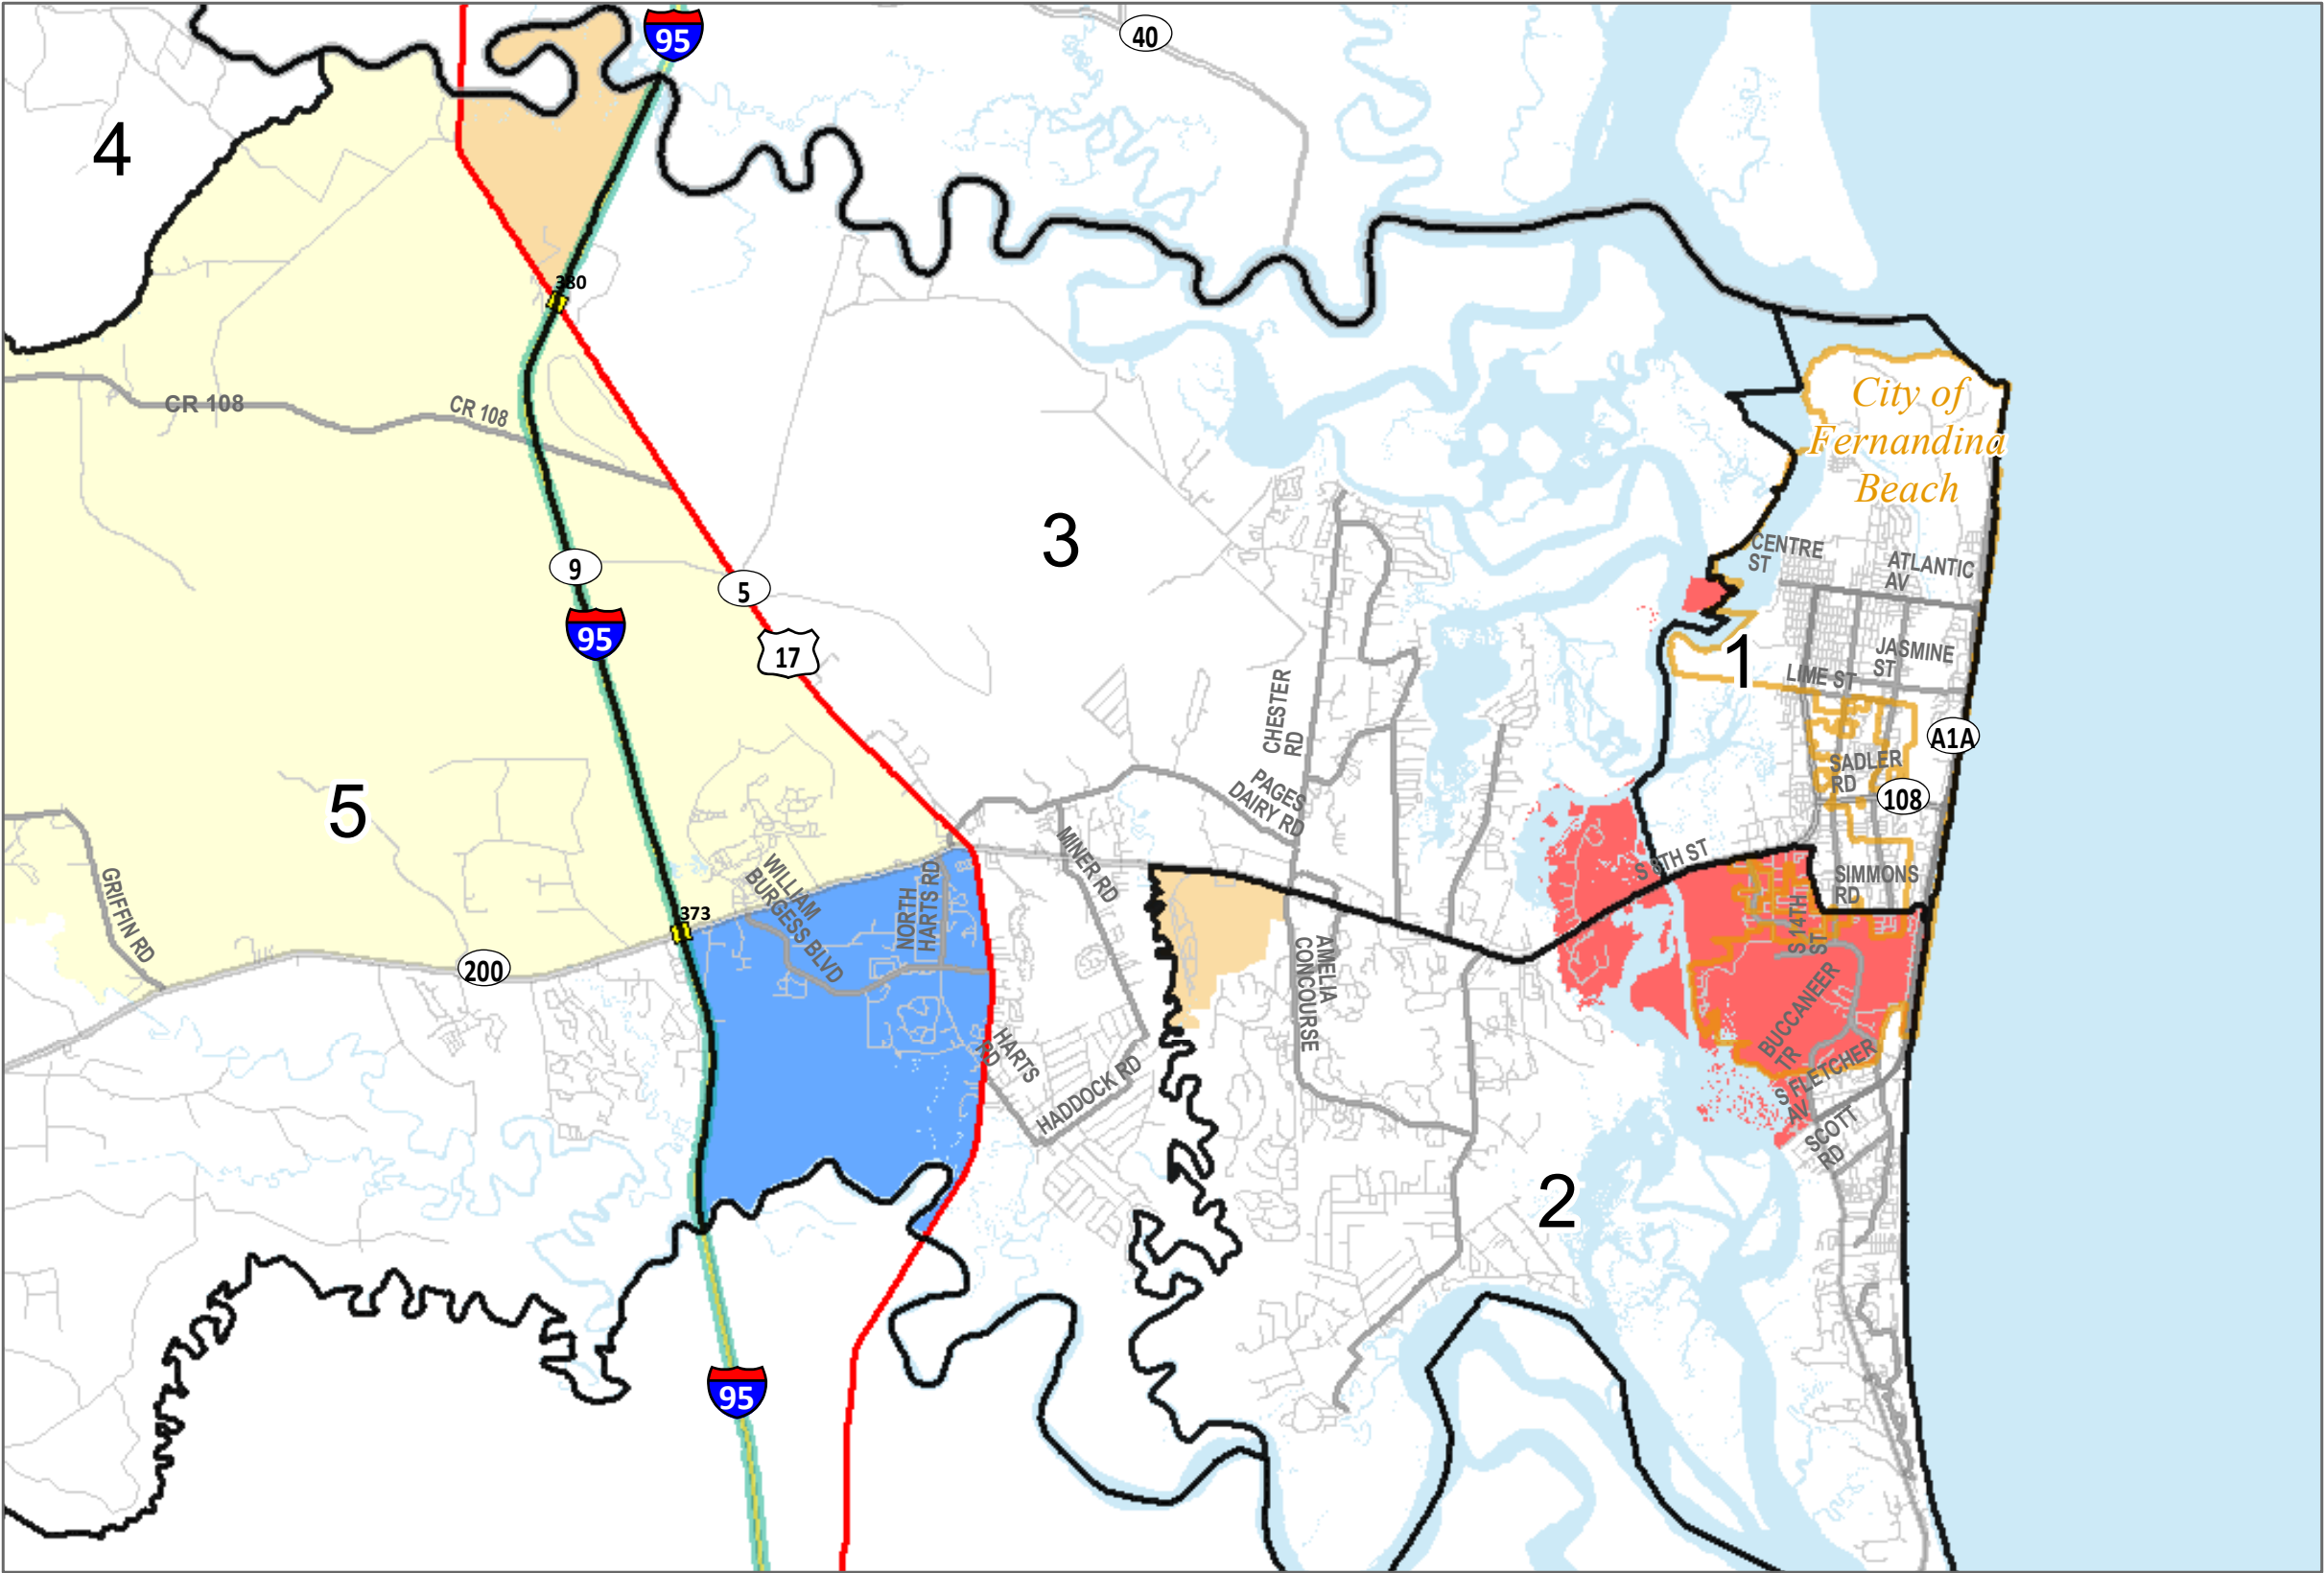 95
40
4
380
City of
Fernandina
Beach
CR 108
CR 108
3
9
5
CENTRE
ST
ATLANTIC
AV
95
17
1
JASMINE
ST
LIME ST
CHESTER
RD
A1A
SADLER
RD
108
5
PAGES
DAIRY RD
MINER RD
S 8TH ST
SIMMONS
RD
GRIFFIN RD
373
WILLIAM
BURGESS BLVD
NORTH
HARTS RD
S 14TH
ST
200
AMELIA
CONCOURSE
BUCCANEER
TR
HARTS
RD
HADDOCK RD
S FLETCHER
AV
SCOTT
RD
2
95